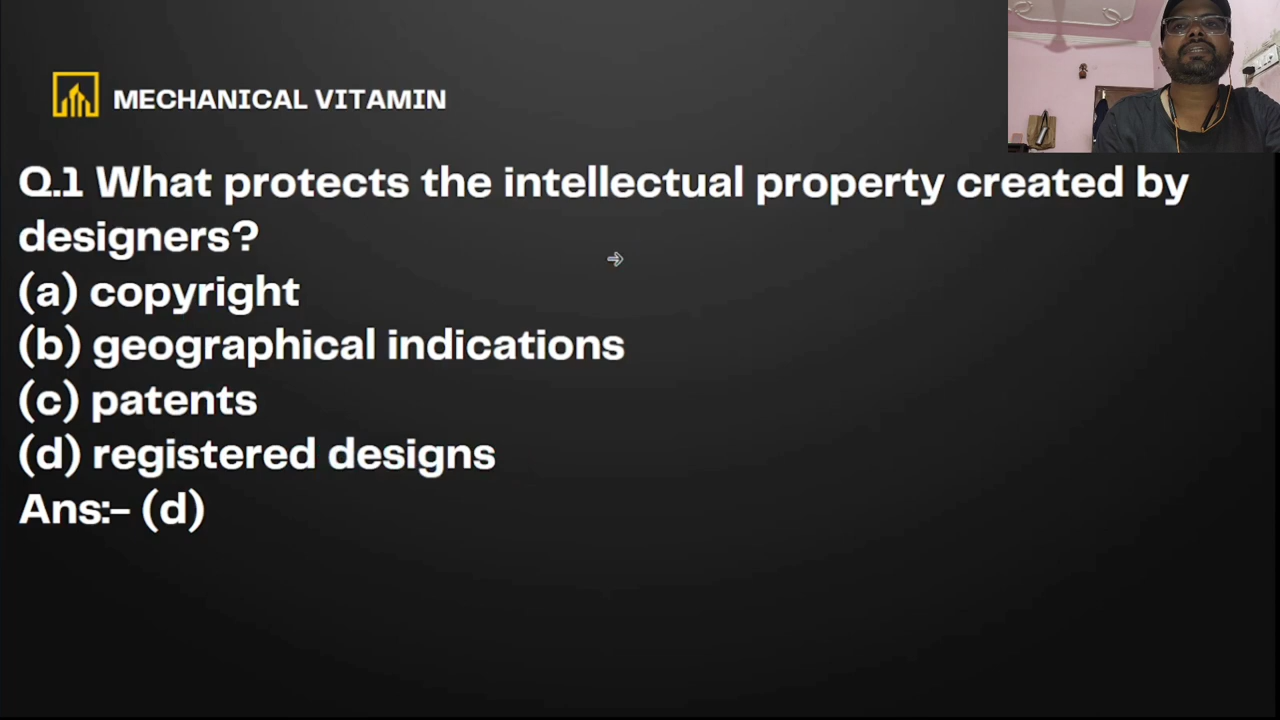 MECHANICAL VITAMIN
Q.1 What protects the intellectual property created by
designers?
(a) copyright
(b) geographical indications
(c) patents
(d) registered designs
Ans:- (d)